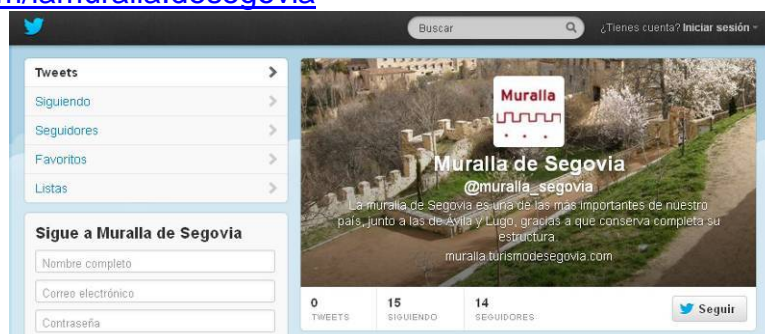 m/lamuralla.desegovia
Buscar
¿Tienes cuenta? Iniciar sesión
Tweets
Siguiendo
Seguidores
Favoritos
Listas
Sigue a Muralla de Segovia
Nombre completo
Correo electrónico
Contraseña
Muralla
Muralla de Segovia
@muralla_segovia
La muralla de Segovia es una de las más importantes de nuestro
país, junto a las de Ávila y Lugo, gracias a que conserva completa su
estructura.
muralla.turismodesegovia.com
0
TWEETS
15
SIGUIENDO
14
SEGUIDORES
Seguir